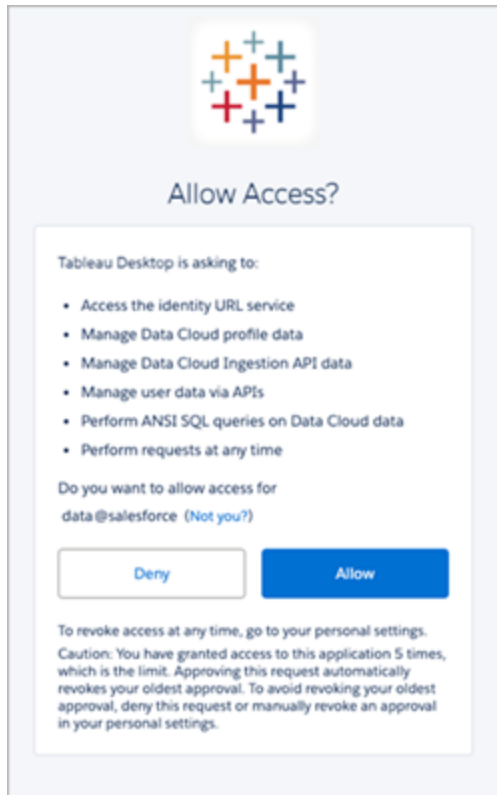 Allow Access?
Tableau Desktop is asking to:
• Access the identity URL service
• Manage Data Cloud profile data
• Manage Data Cloud Ingestion API data
• Manage user data via APIs
• Perform ANSI SQL queries on Data Cloud data
• Perform requests at any time
Do you want to allow access for
data@salesforce (Not you?)
Deny
Allow
To revoke access at any time, go to your personal settings.
Caution: You have granted access to this application 5 times,
which is the limit. Approving this request automatically
revokes your oldest approval. To avoid revoking your oldest
approval, deny this request or manually revoke an approval
in your personal settings.